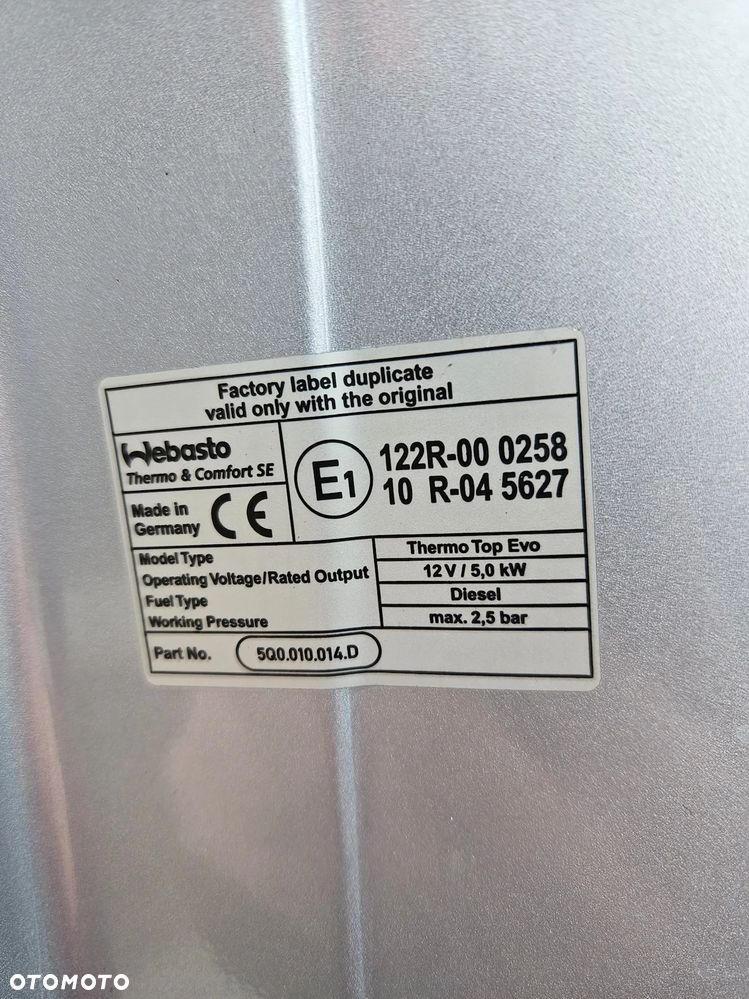 Factory label duplicate
valid only with the original
Webasto
Thermo & Comfort SE
Made in
Germany
CE
E1
122R-00 0258
10 R-04 5627
Model Type
Thermo Top Evo
Operating Voltage/Rated Output
12V / 5,0 kW
Fuel Type
Diesel
Working Pressure
max. 2,5 bar
Part No.
5Q0.010.014.D
OTOMOTO